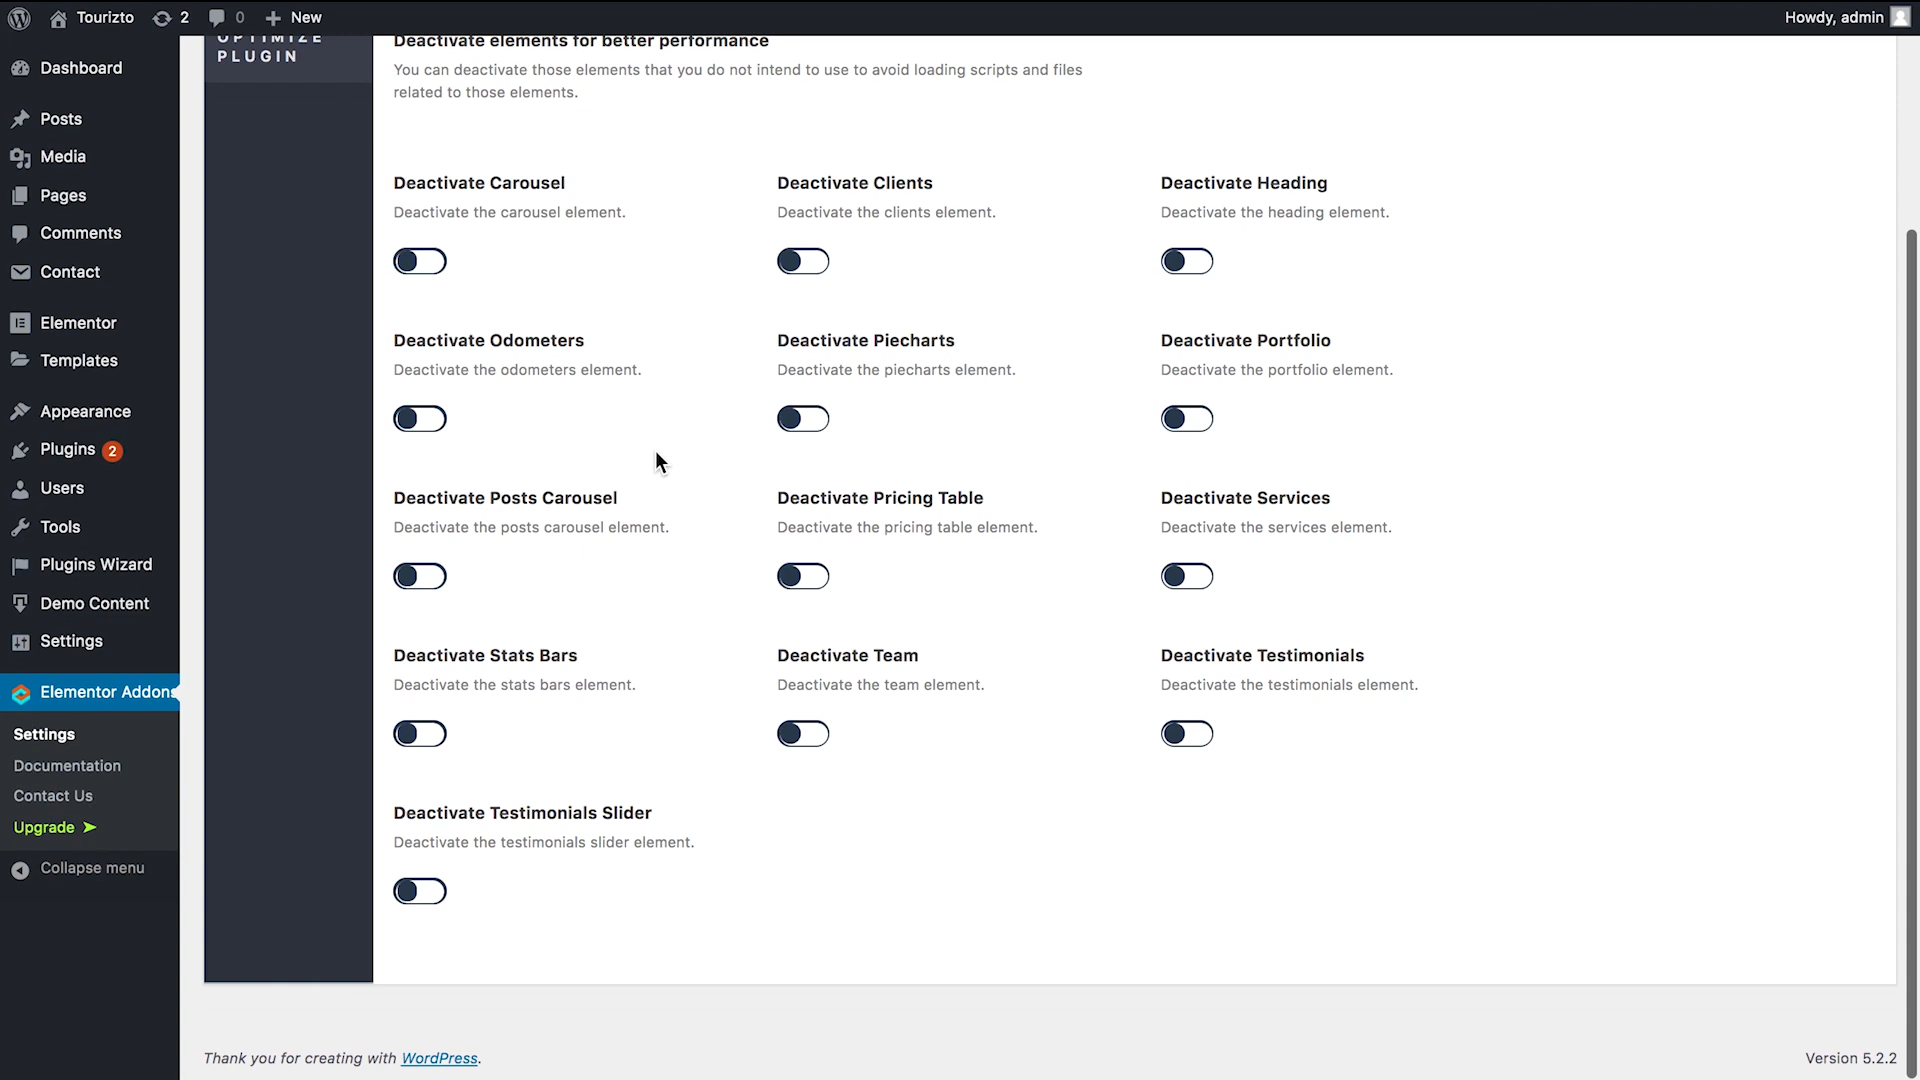 Tourizto 2 0 New Howdy, admin
Dashboard
Posts
Media
Pages
Comments
Contact
Elementor
Templates
Appearance
Plugins 2
Users
Tools
Plugins Wizard
Demo Content
Settings
Elementor Addons
Settings
Documentation
Contact Us
Upgrade ➤
Collapse menu
OPTIMIZE
PLUGIN
Deactivate elements for better performance
You can deactivate those elements that you do not intend to use to avoid loading scripts and files
related to those elements.
Deactivate Carousel
Deactivate the carousel element.
Deactivate Clients
Deactivate the clients element.
Deactivate Heading
Deactivate the heading element.
Deactivate Odometers
Deactivate the odometers element.
Deactivate Piecharts
Deactivate the piecharts element.
Deactivate Portfolio
Deactivate the portfolio element.
Deactivate Posts Carousel
Deactivate the posts carousel element.
Deactivate Pricing Table
Deactivate the pricing table element.
Deactivate Services
Deactivate the services element.
Deactivate Stats Bars
Deactivate the stats bars element.
Deactivate Team
Deactivate the team element.
Deactivate Testimonials
Deactivate the testimonials element.
Deactivate Testimonials Slider
Deactivate the testimonials slider element.
Thank you for creating with WordPress.
Version 5.2.2